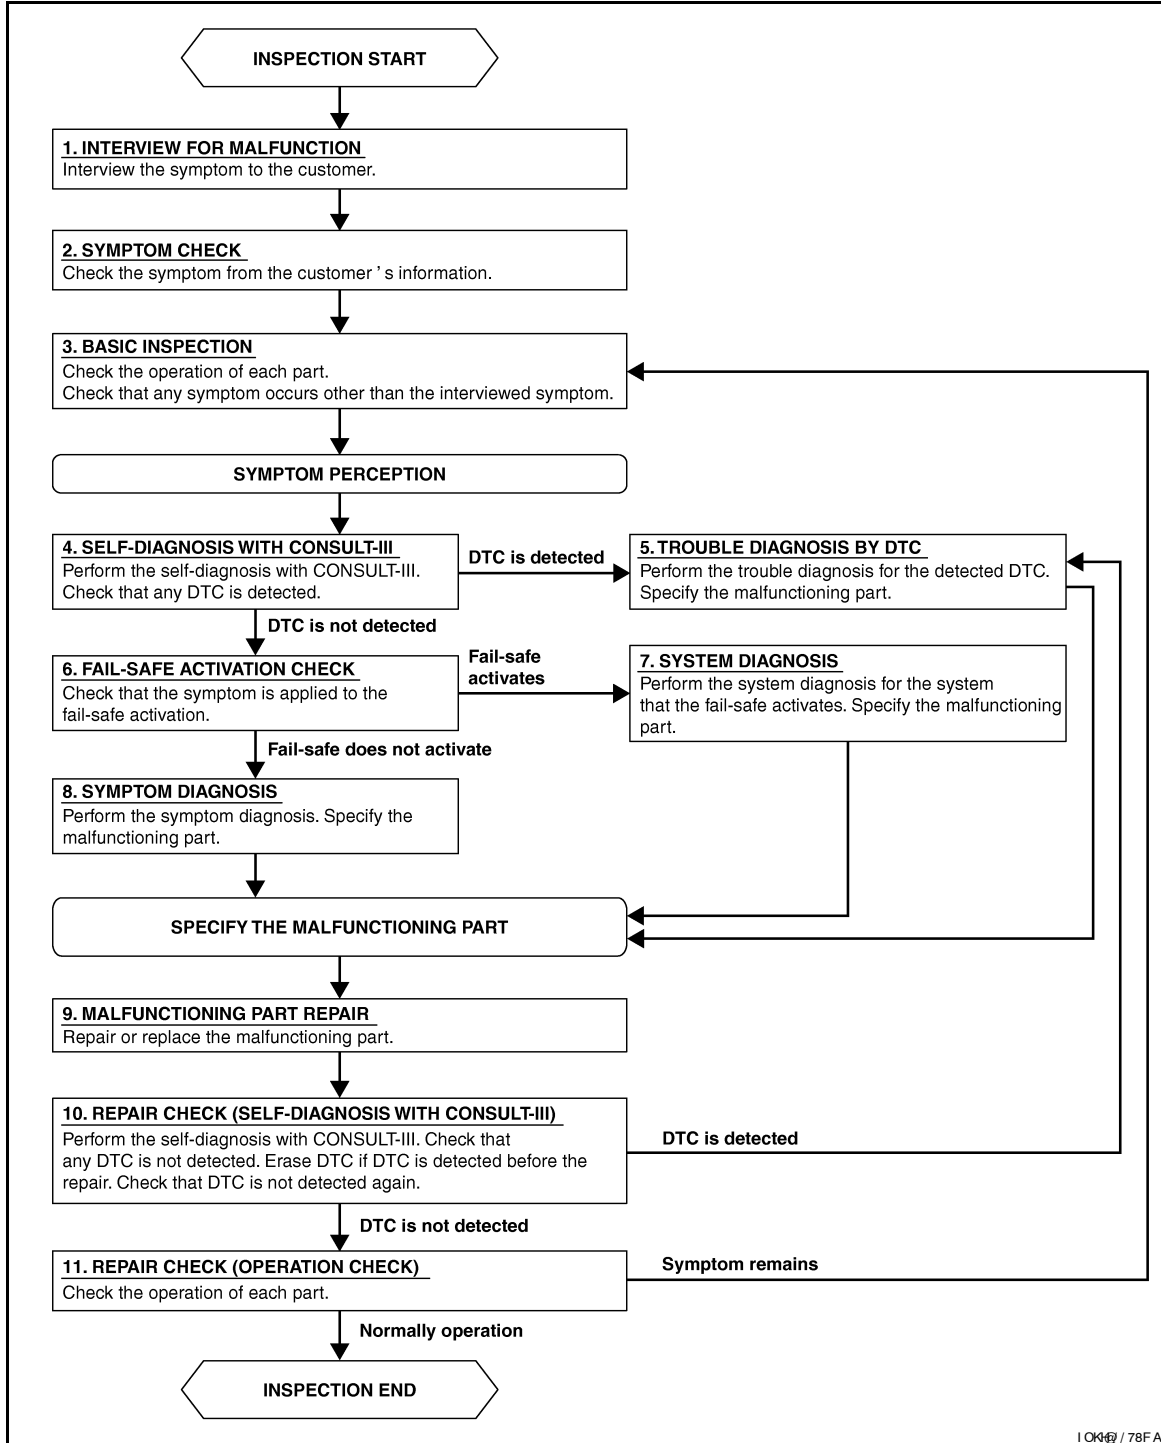 INSPECTION START
1. INTERVIEW FOR MALFUNCTION
Interview the symptom to the customer.
2. SYMPTOM CHECK
Check the symptom from the customer ’ s information.
3. BASIC INSPECTION
Check the operation of each part.
Check that any symptom occurs other than the interviewed symptom.
SYMPTOM PERCEPTION
4. SELF-DIAGNOSIS WITH CONSULT-III
Perform the self-diagnosis with CONSULT-III.
Check that any DTC is detected.
DTC is detected
5. TROUBLE DIAGNOSIS BY DTC
Perform the trouble diagnosis for the detected DTC.
Specify the malfunctioning part.
DTC is not detected
6. FAIL-SAFE ACTIVATION CHECK
Check that the symptom is applied to the
fail-safe activation.
Fail-safe
activates
7. SYSTEM DIAGNOSIS
Perform the system diagnosis for the system
that the fail-safe activates. Specify the malfunctioning
part.
Fail-safe does not activate
8. SYMPTOM DIAGNOSIS
Perform the symptom diagnosis. Specify the
malfunctioning part.
SPECIFY THE MALFUNCTIONING PART
9. MALFUNCTIONING PART REPAIR
Repair or replace the malfunctioning part.
10. REPAIR CHECK (SELF-DIAGNOSIS WITH CONSULT-III)
Perform the self-diagnosis with CONSULT-III. Check that
any DTC is not detected. Erase DTC if DTC is detected before the
repair. Check that DTC is not detected again.
DTC is detected
DTC is not detected
11. REPAIR CHECK (OPERATION CHECK)
Check the operation of each part.
Symptom remains
Normally operation
INSPECTION END